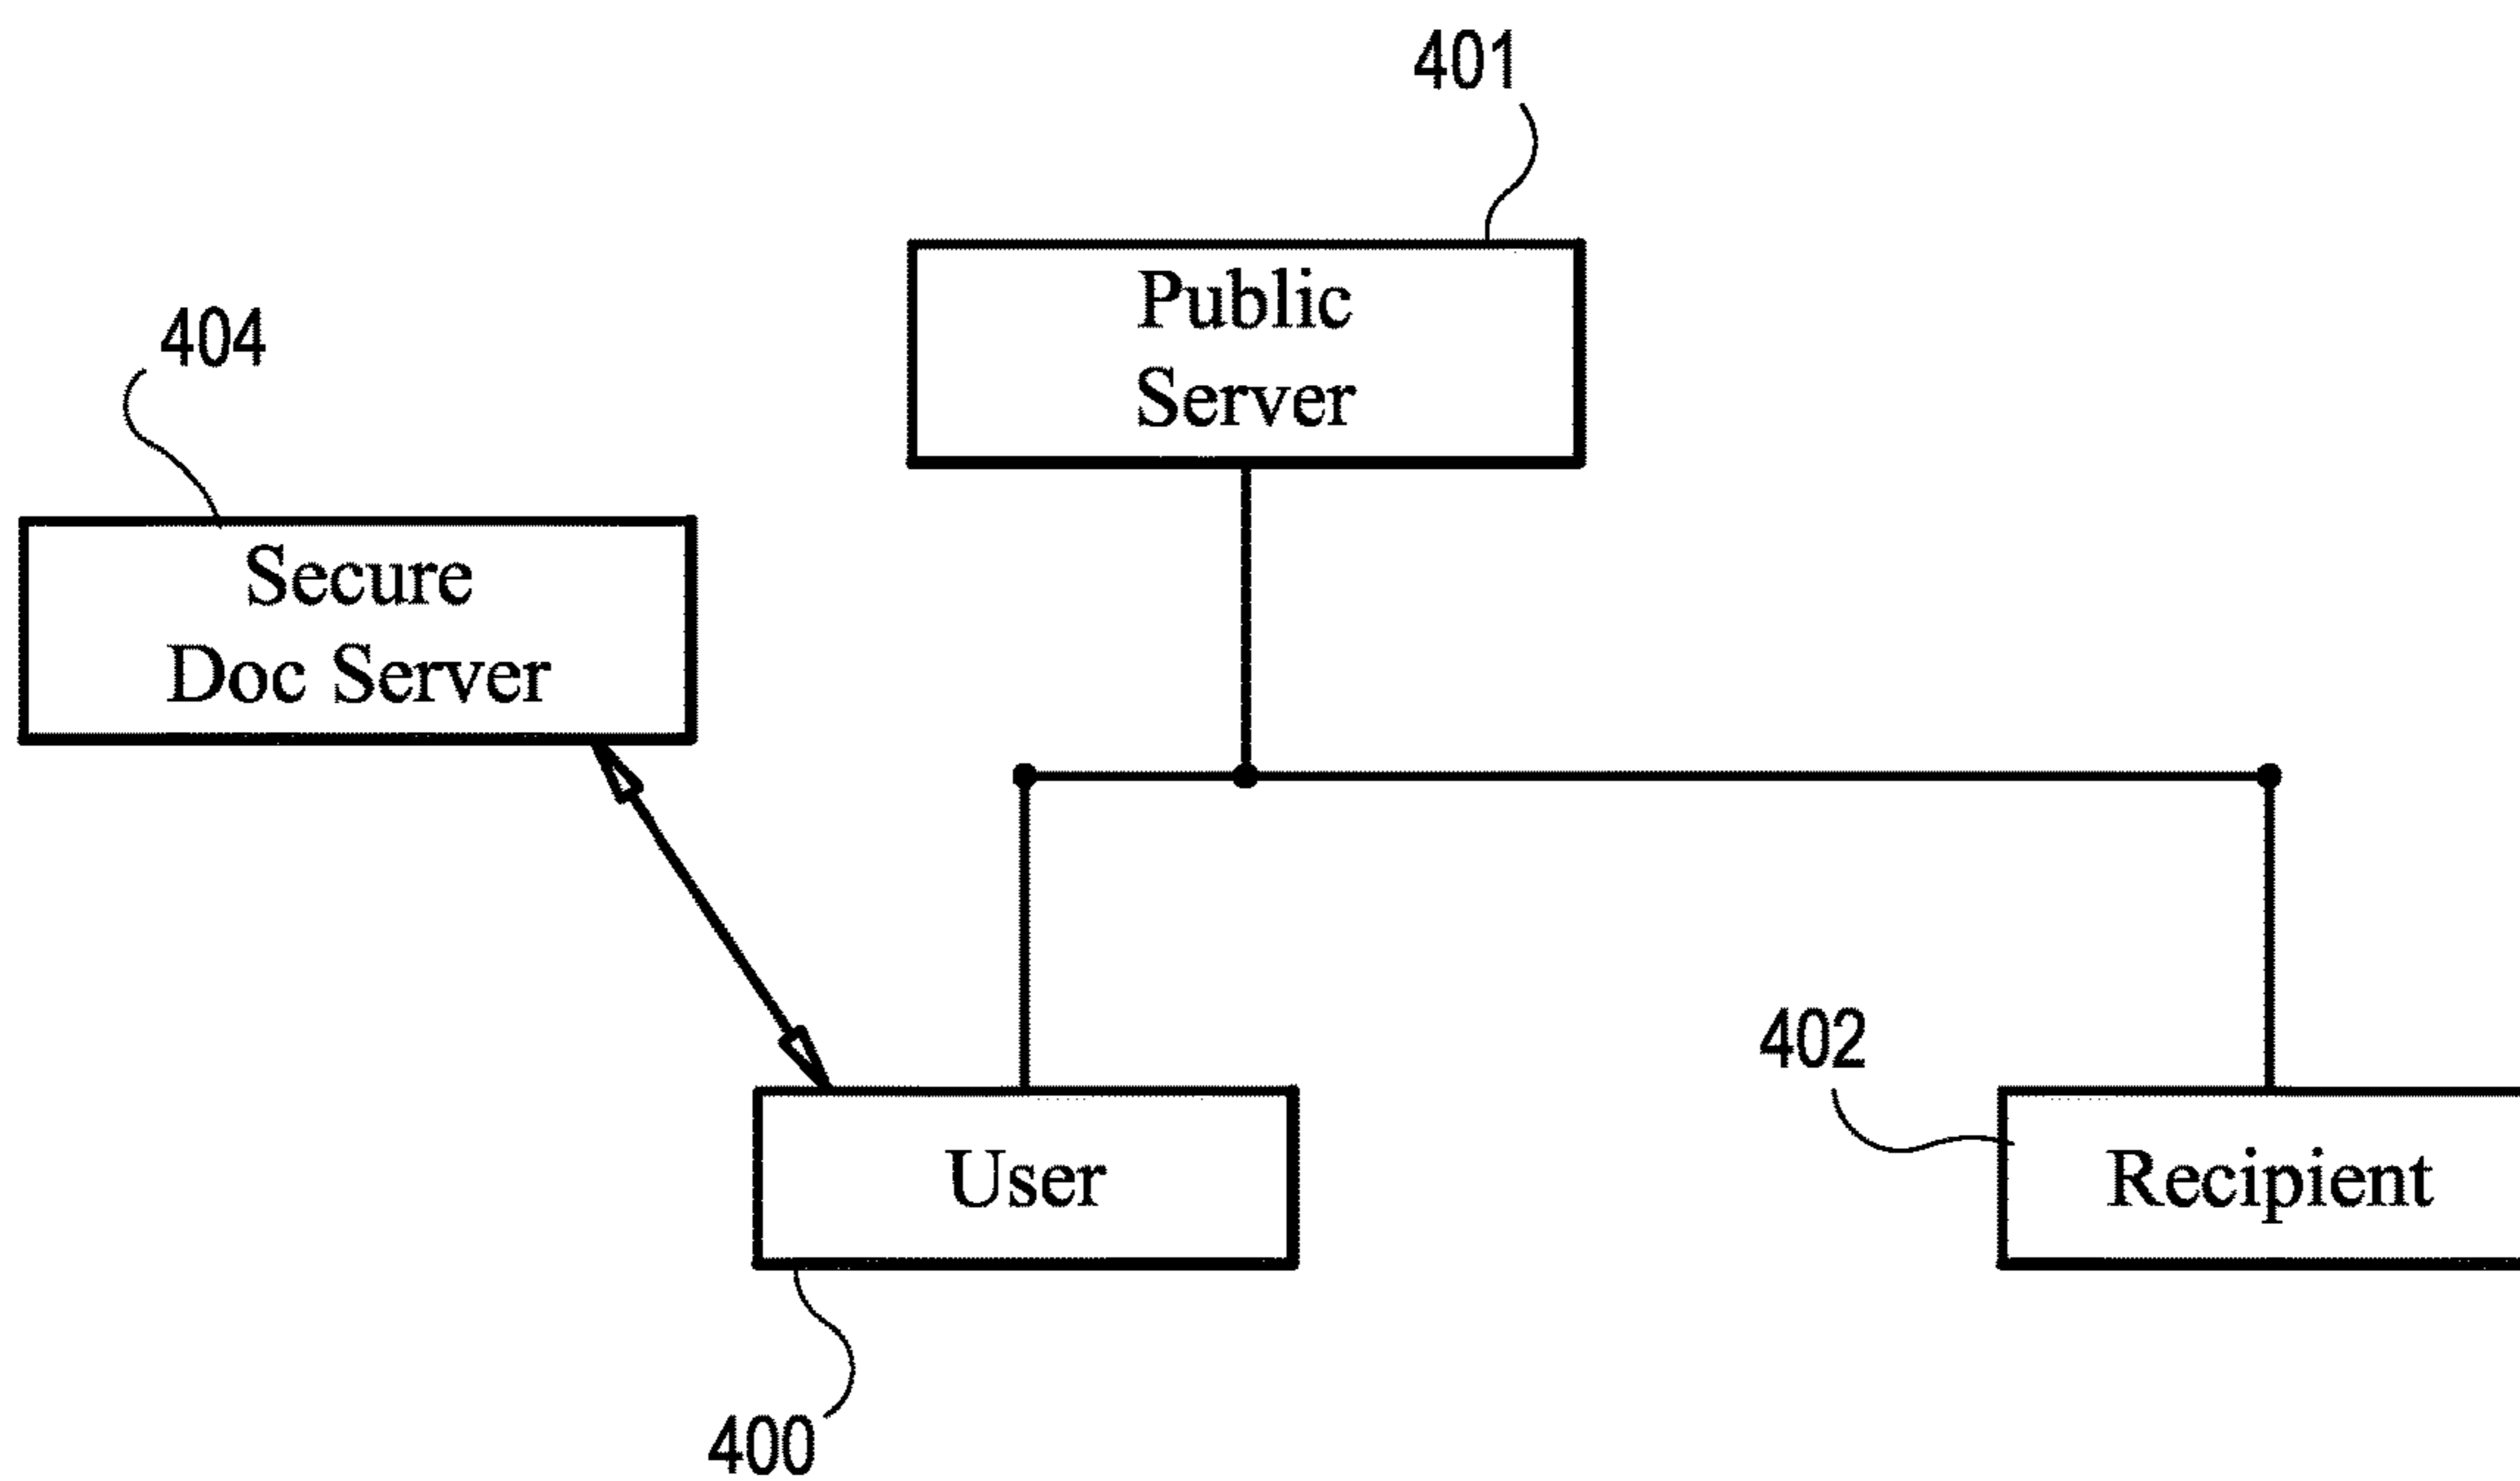 401
Public
Server
404
Secure
Doc Server
402
User
Recipient
400